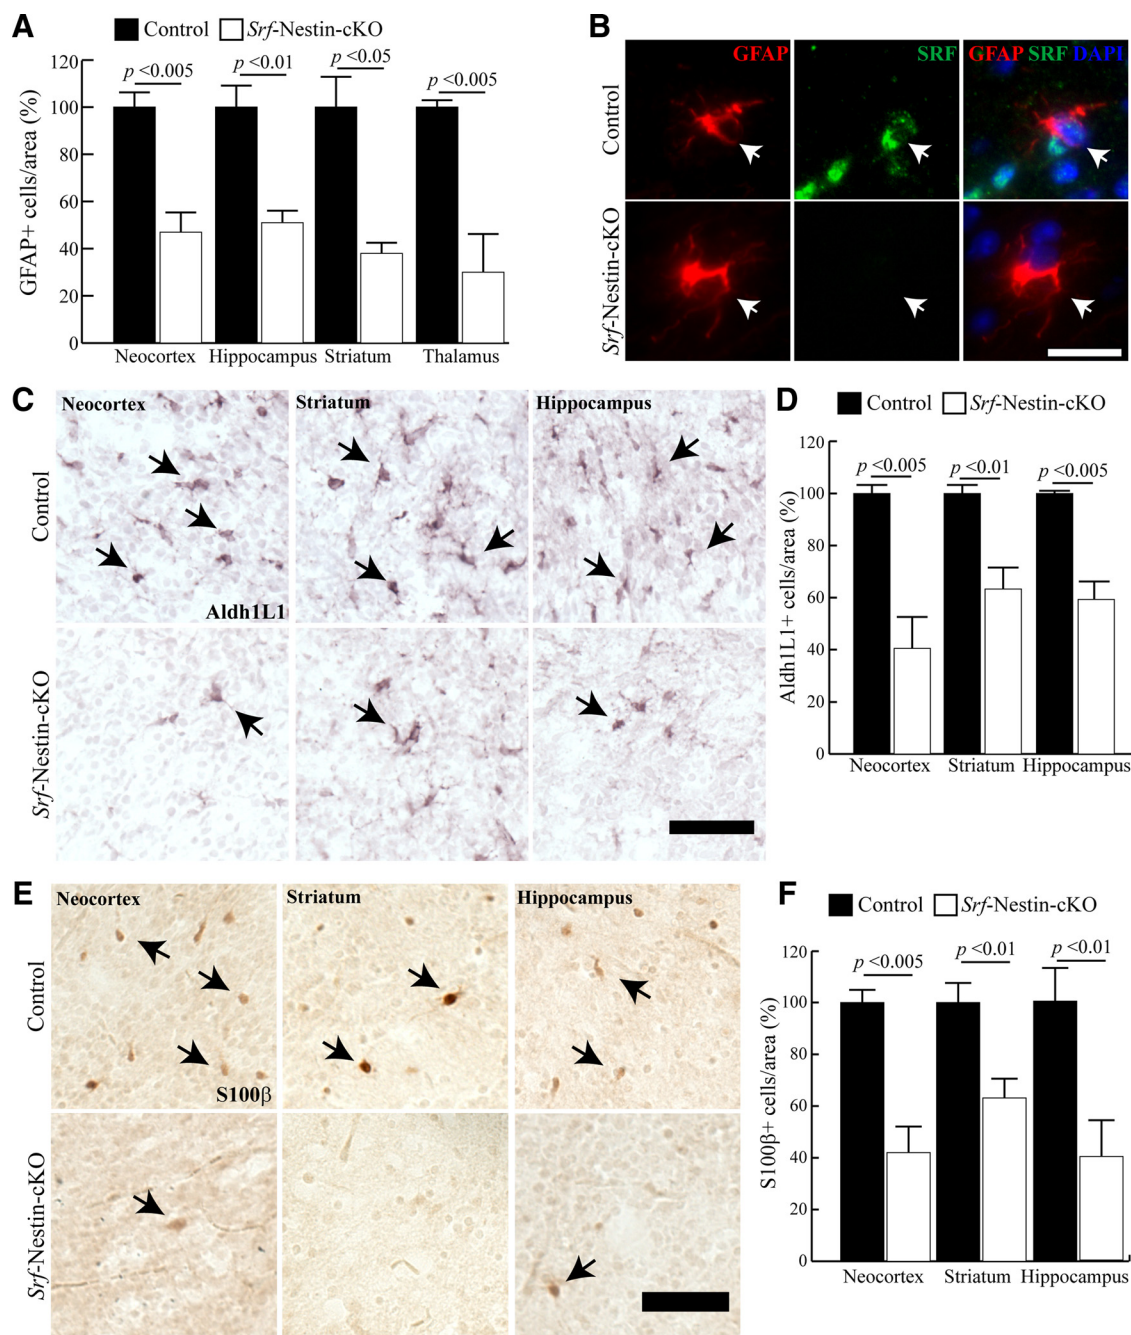 A
Control Srf-Nestin-cKO
GFAP+ cells/area (%)
120
100
80
60
40
20
0
p <0.005
p <0.01
p <0.05
p <0.005
Neocortex Hippocampus Striatum Thalamus
B
GFAP SRF GFAP SRF DAPI
Control
Srf-Nestin-cKO
C
Neocortex Striatum Hippocampus
Control
Aldh1L1
Srf-Nestin-cKO
D
Control Srf-Nestin-cKO
Aldh1L1+ cells/area (%)
120
100
80
60
40
20
0
p <0.005
p <0.01
p <0.005
Neocortex Striatum Hippocampus
E
Neocortex Striatum Hippocampus
Control
S100β
Srf-Nestin-cKO
F
Control Srf-Nestin-cKO
S100β+ cells/area (%)
120
100
80
60
40
20
0
p <0.005
p <0.01
p <0.01
Neocortex Striatum Hippocampus